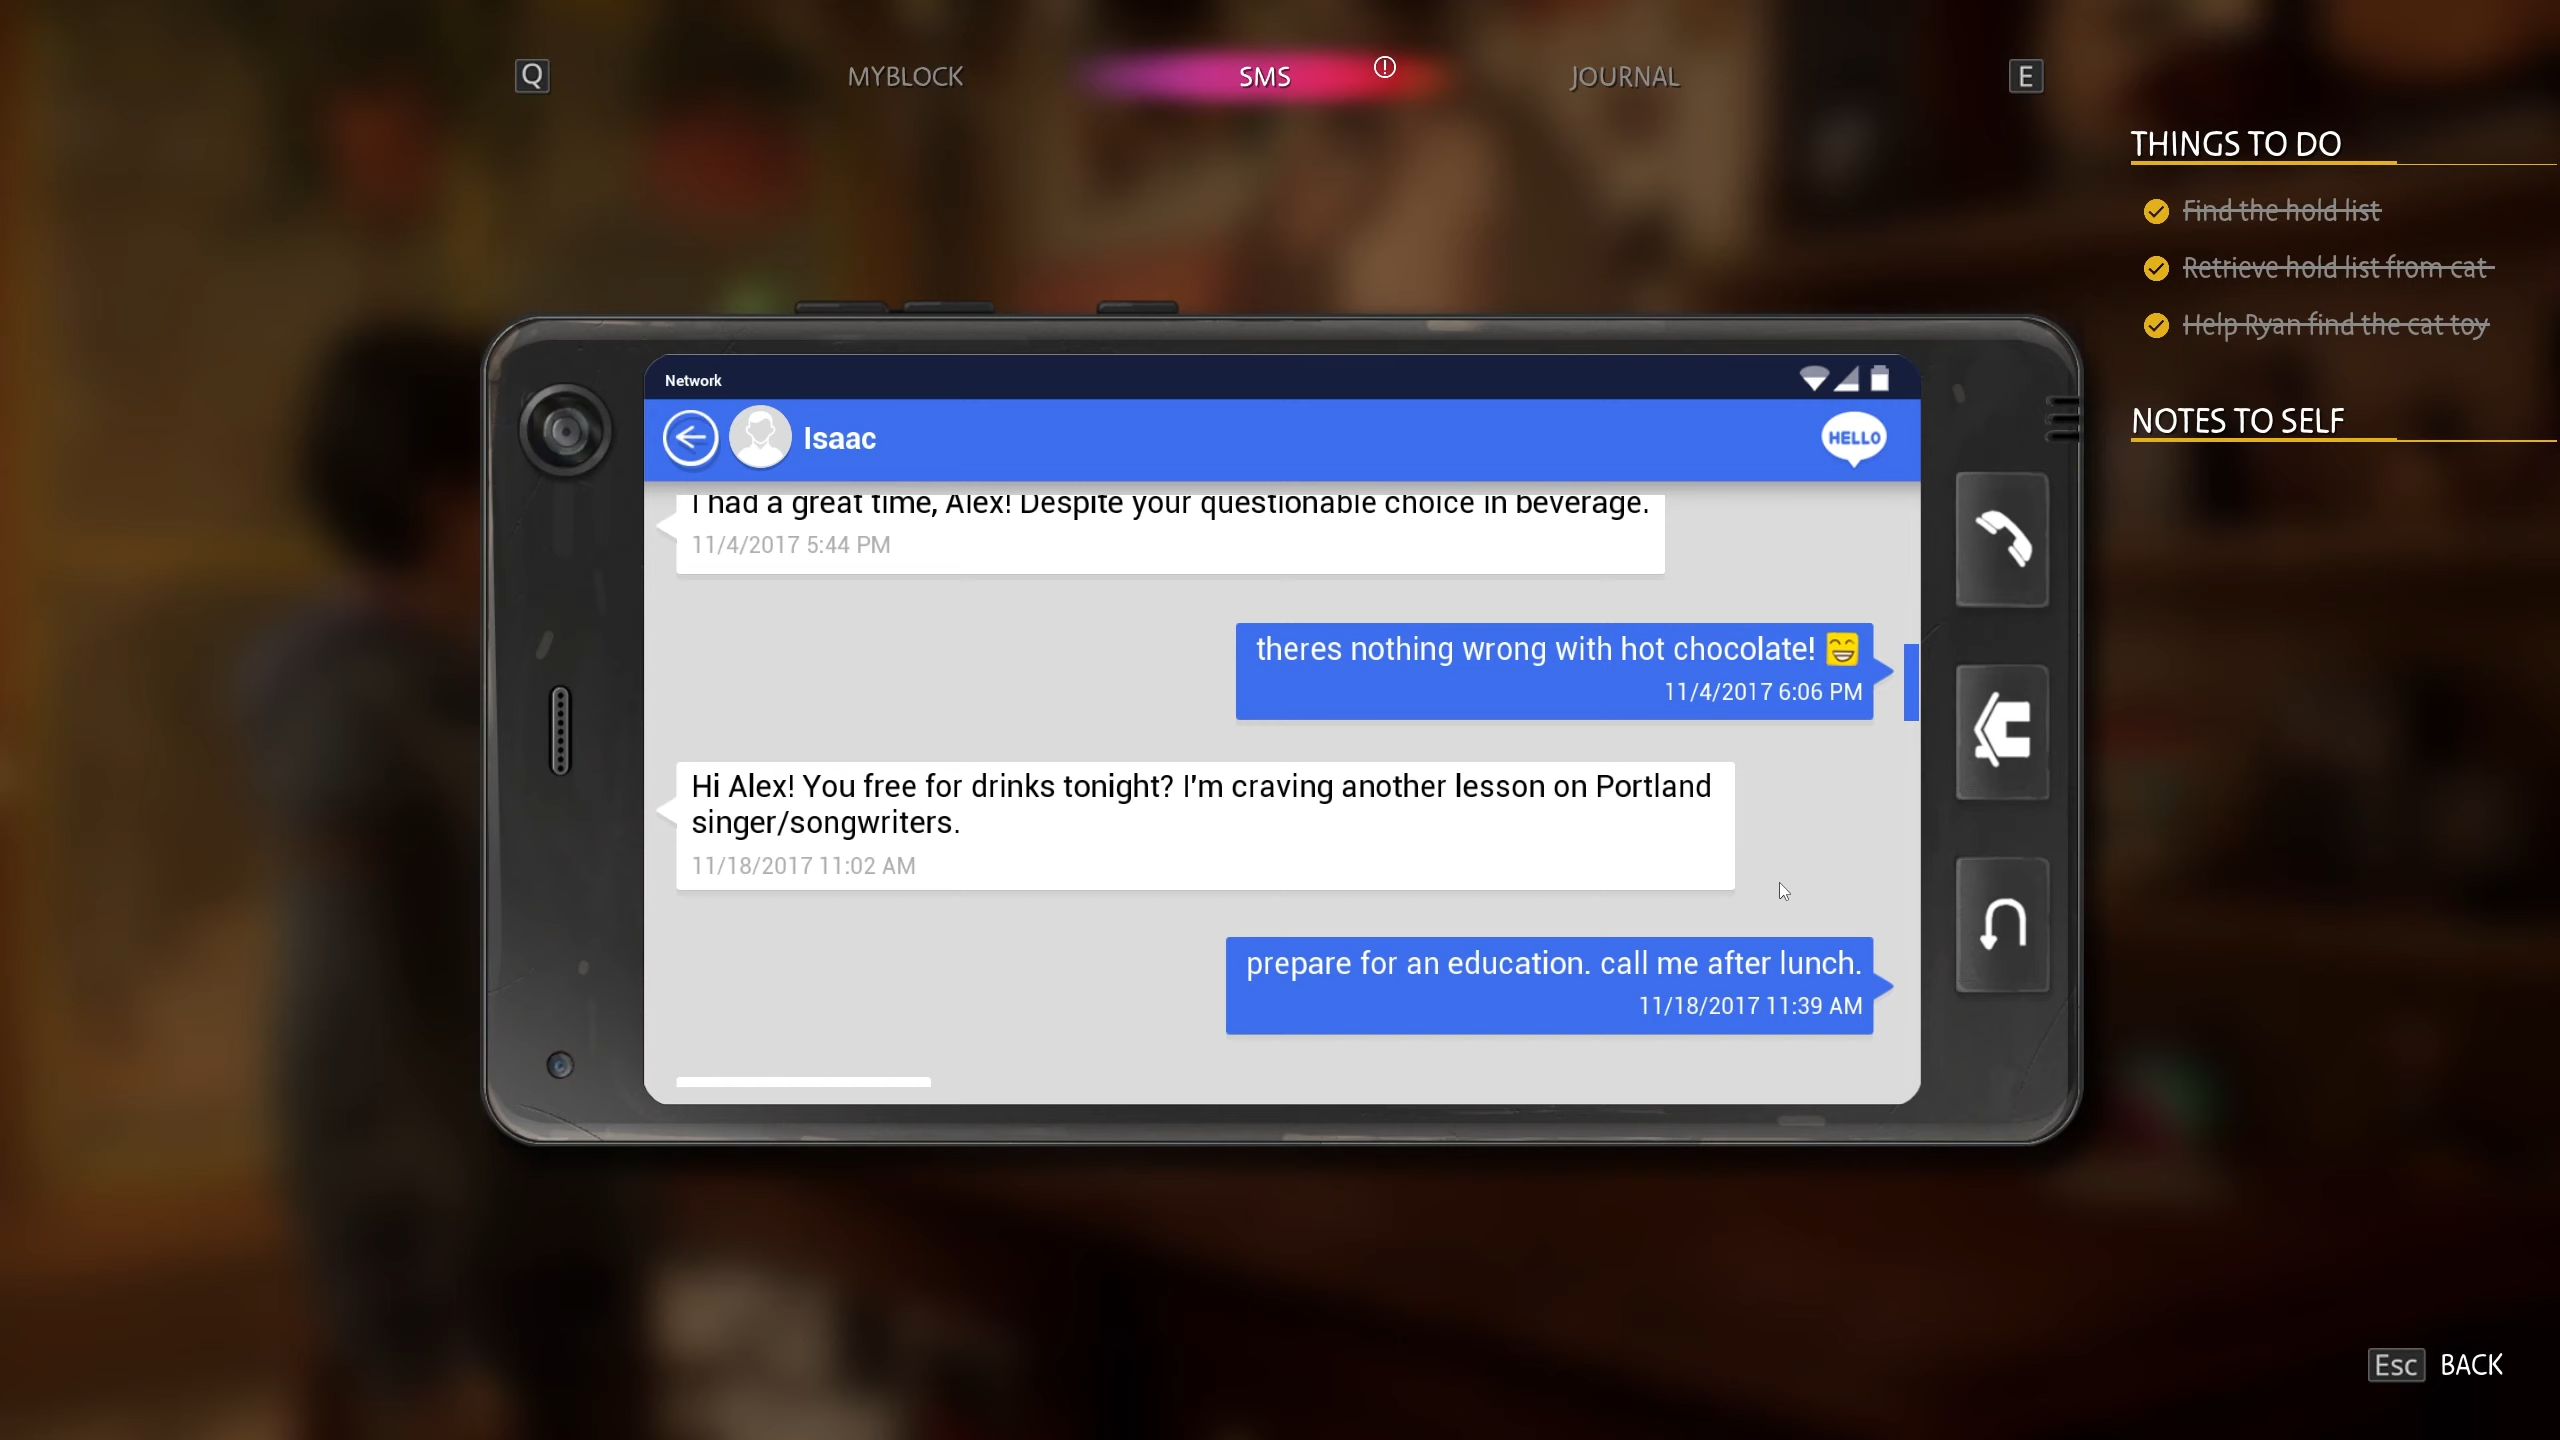 Q
MYBLOCK
SMS
JOURNAL
E
THINGS TO DO
Find the hold list
Retrieve hold list from cat
Help Ryan find the cat toy
NOTES TO SELF
Network
Isaac
HELLO
I had a great time, Alex! Despite your questionable choice in beverage.
11/4/2017 5:44 PM
theres nothing wrong with hot chocolate!
11/4/2017 6:06 PM
Hi Alex! You free for drinks tonight? I'm craving another lesson on Portland
singer/songwriters.
11/18/2017 11:02 AM
prepare for an education. call me after lunch.
11/18/2017 11:39 AM
Esc BACK